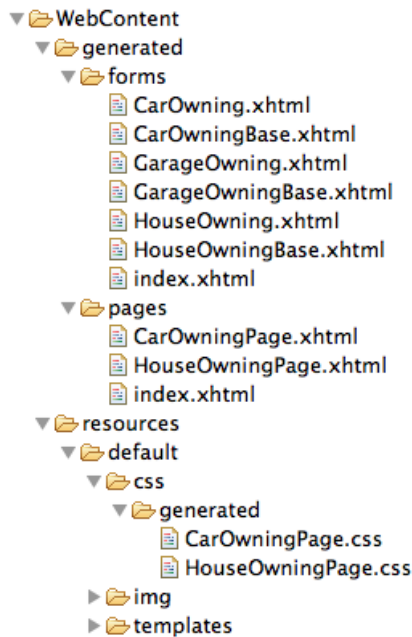 WebContent
generated
forms
CarOwning.xhtml
CarOwningBase.xhtml
GarageOwning.xhtml
GarageOwningBase.xhtml
HouseOwning.xhtml
HouseOwningBase.xhtml
index.xhtml
pages
CarOwningPage.xhtml
HouseOwningPage.xhtml
index.xhtml
resources
default
css
generated
CarOwningPage.css
HouseOwningPage.css
img
templates